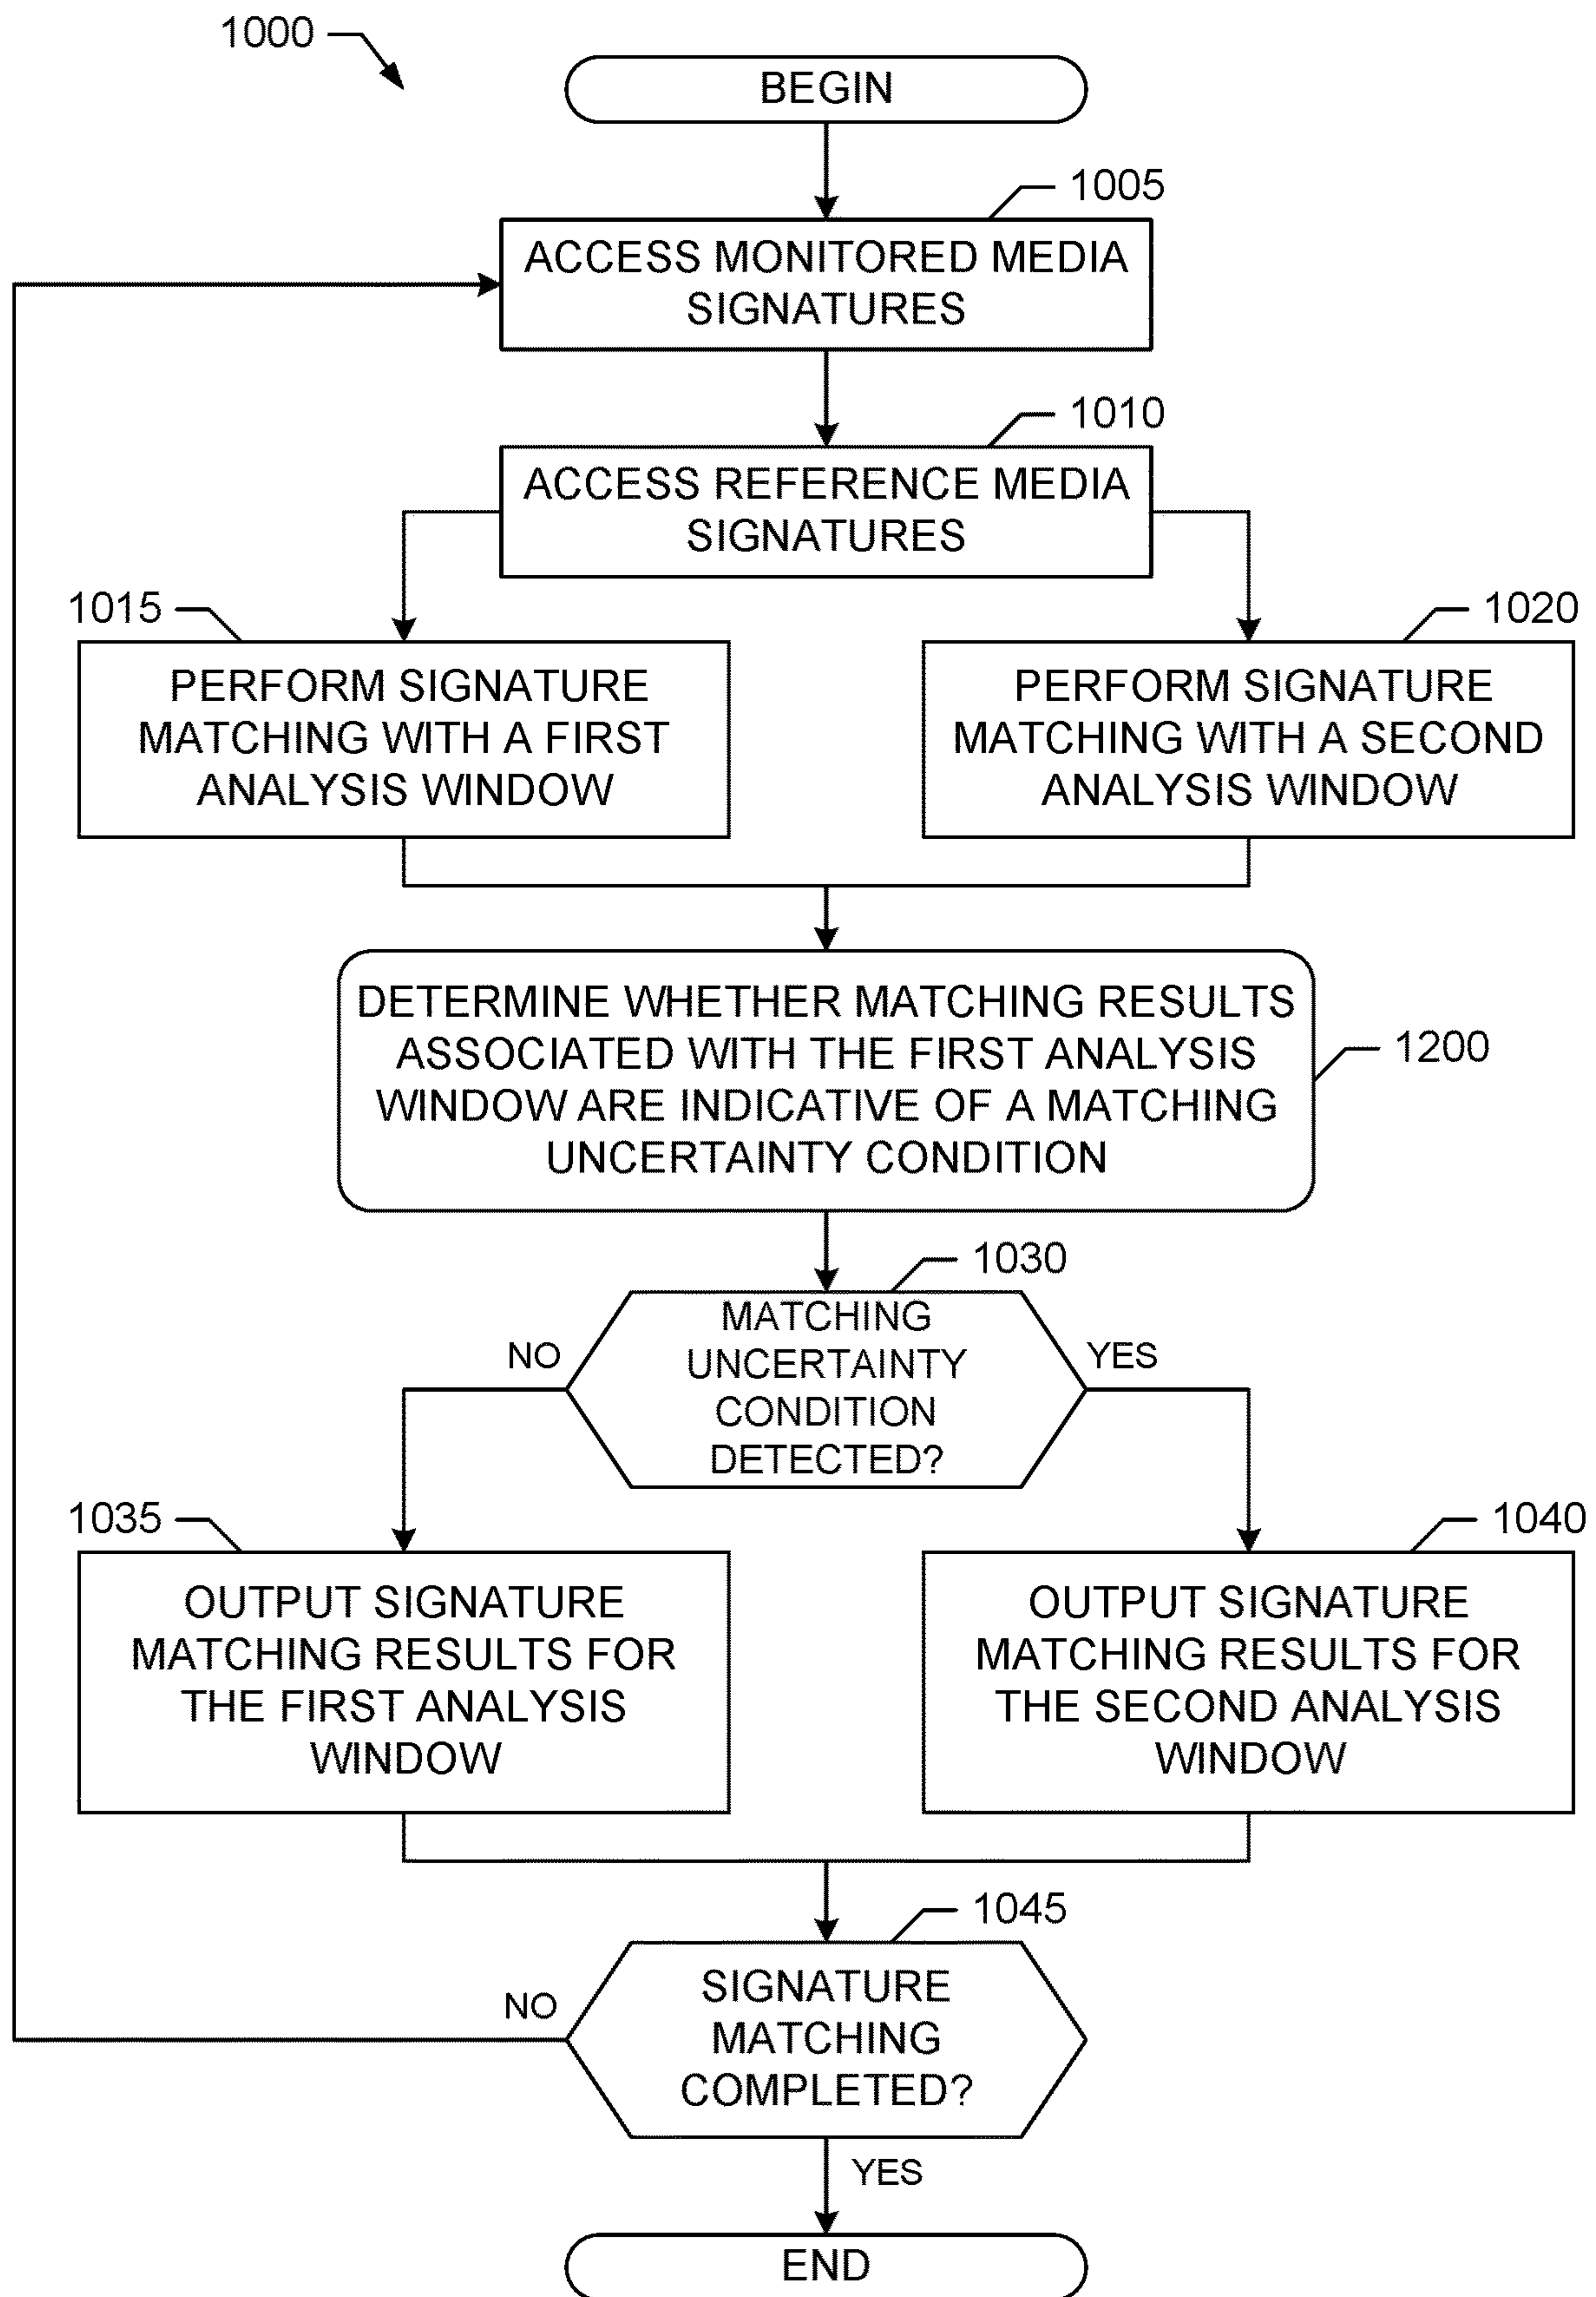 1000
BEGIN
1005
ACCESS MONITORED MEDIA
SIGNATURES
1010
ACCESS REFERENCE MEDIA
SIGNATURES
1015
PERFORM SIGNATURE
MATCHING WITH A FIRST
ANALYSIS WINDOW
1020
PERFORM SIGNATURE
MATCHING WITH A SECOND
ANALYSIS WINDOW
DETERMINE WHETHER MATCHING RESULTS
ASSOCIATED WITH THE FIRST ANALYSIS
WINDOW ARE INDICATIVE OF A MATCHING
UNCERTAINTY CONDITION
1200
1030
MATCHING
UNCERTAINTY
CONDITION
DETECTED?
NO
YES
1035
OUTPUT SIGNATURE
MATCHING RESULTS FOR
THE FIRST ANALYSIS
WINDOW
1040
OUTPUT SIGNATURE
MATCHING RESULTS FOR
THE SECOND ANALYSIS
WINDOW
1045
SIGNATURE
MATCHING
COMPLETED?
NO
YES
END